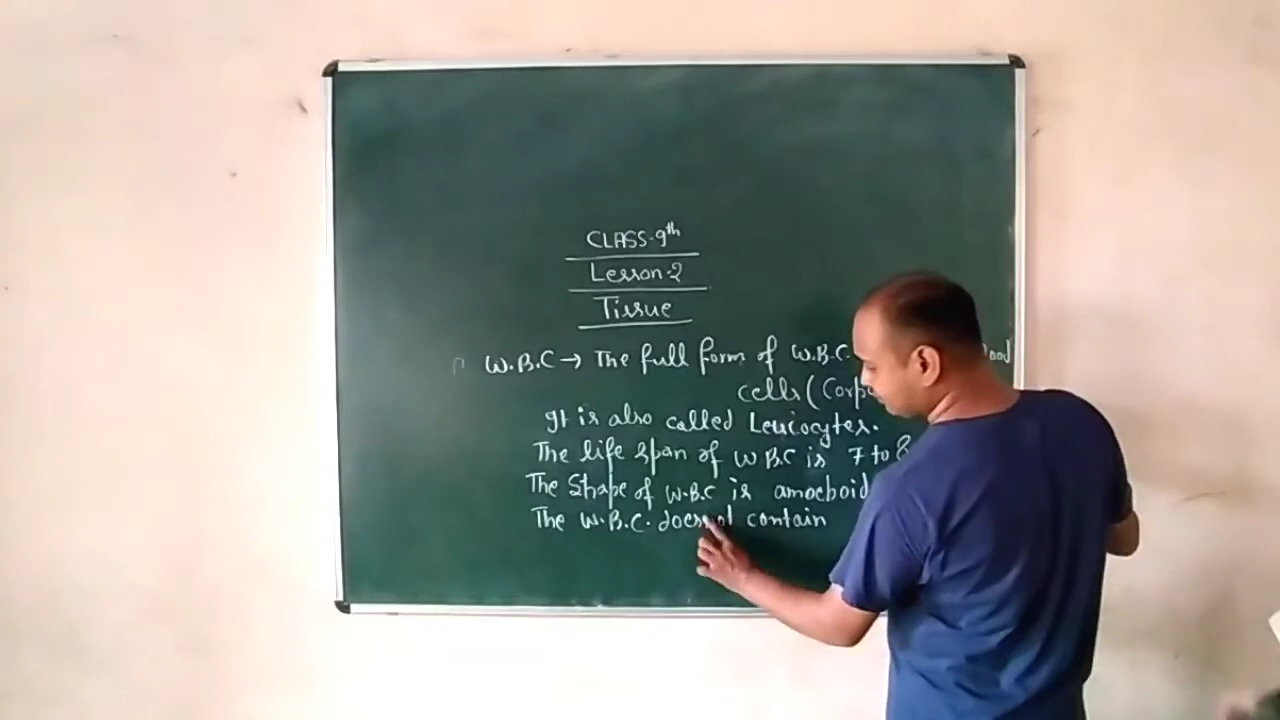 CLASS-9th
Lesson-2
Tissue
W.B.C → The full form of W.B.C.
cells (Corp
It is also called Leucocytes.
The life span of W B.C is 7 to 8
The Shape of W.B.C is amoeboid
The W.B.C. does contain